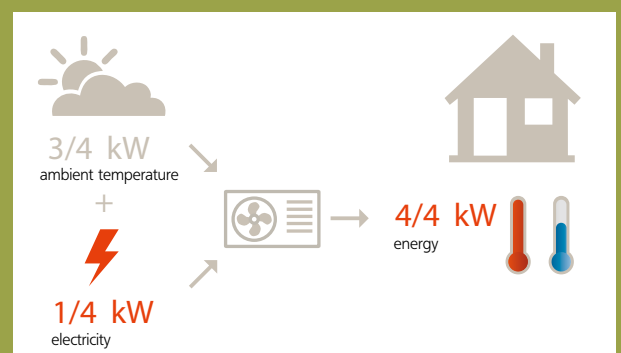 3/4 kW
ambient temperature
+
1/4 kW
electricity
4/4 kW
energy